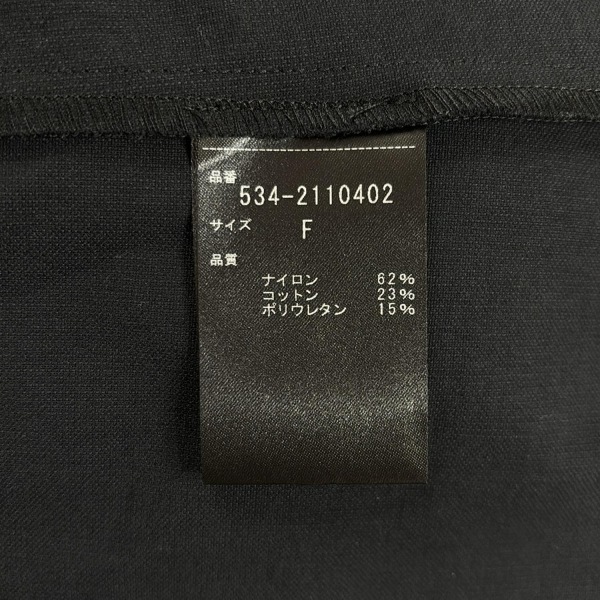 品番
534-2110402
サイズ
F
品質
ナイロン 62%
コットン 23%
ポリウレタン 15%